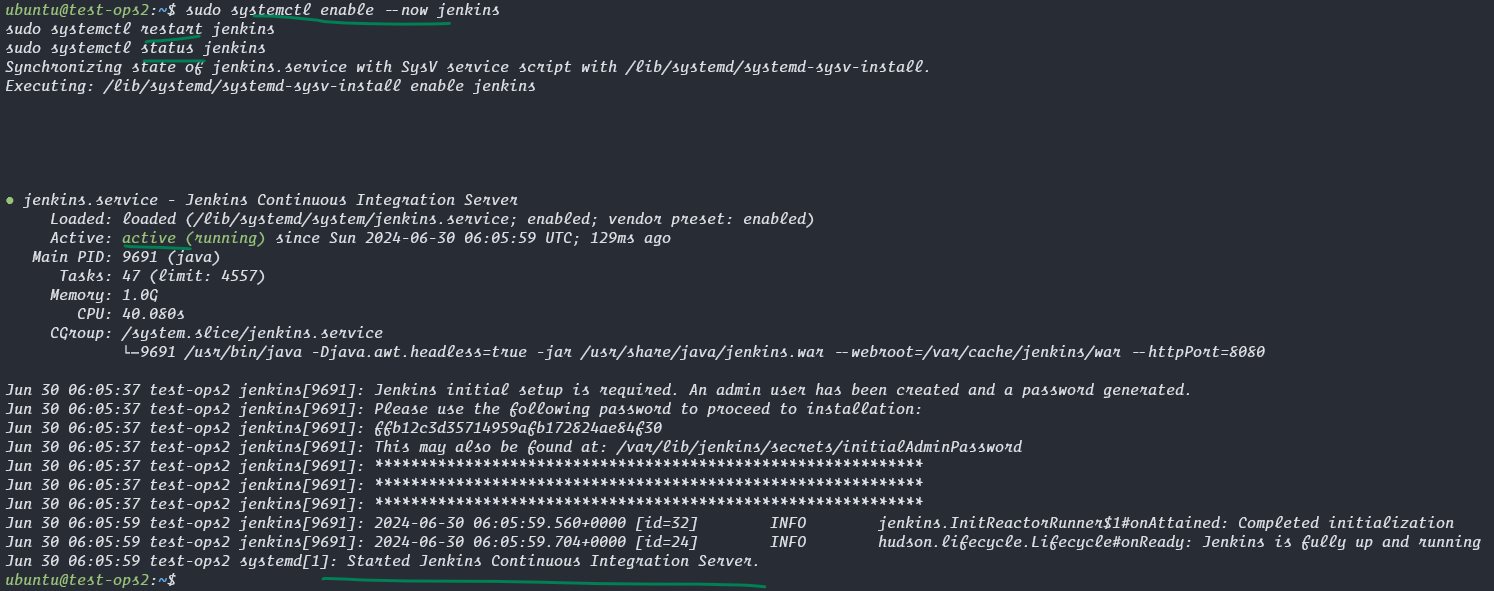 ubuntu@test-ops2:~$ sudo systemctl enable --now jenkins
sudo systemctl restart jenkins
sudo systemctl status jenkins
Synchronizing state of jenkins.service with SysV service script with /lib/systemd/systemd-sysv-install.
Executing: /lib/systemd/systemd-sysv-install enable jenkins
● jenkins.service - Jenkins Continuous Integration Server
Loaded: loaded (/lib/systemd/system/jenkins.service; enabled; vendor preset: enabled)
Active: active (running) since Sun 2024-06-30 06:05:59 UTC; 129ms ago
Main PID: 9691 (java)
Tasks: 47 (limit: 4557)
Memory: 1.0G
CPU: 40.080s
CGroup: /system.slice/jenkins.service
└─9691 /usr/bin/java -Djava.awt.headless=true -jar /usr/share/java/jenkins.war --webroot=/var/cache/jenkins/war --httpPort=8080
Jun 30 06:05:37 test-ops2 jenkins[9691]: Jenkins initial setup is required. An admin user has been created and a password generated.
Jun 30 06:05:37 test-ops2 jenkins[9691]: Please use the following password to proceed to installation:
Jun 30 06:05:37 test-ops2 jenkins[9691]: ffb12c3d35714959afb172824ae84f30
Jun 30 06:05:37 test-ops2 jenkins[9691]: This may also be found at: /var/lib/jenkins/secrets/initialAdminPassword
Jun 30 06:05:37 test-ops2 jenkins[9691]: *************************************************************
Jun 30 06:05:37 test-ops2 jenkins[9691]: *************************************************************
Jun 30 06:05:37 test-ops2 jenkins[9691]: *************************************************************
Jun 30 06:05:59 test-ops2 jenkins[9691]: 2024-06-30 06:05:59.560+0000 [id=32] INFO jenkins.InitReactorRunner$1#onAttained: Completed initialization
Jun 30 06:05:59 test-ops2 jenkins[9691]: 2024-06-30 06:05:59.704+0000 [id=24] INFO hudson.lifecycle.Lifecycle#onReady: Jenkins is fully up and running
Jun 30 06:05:59 test-ops2 systemd[1]: Started Jenkins Continuous Integration Server.
ubuntu@test-ops2:~$